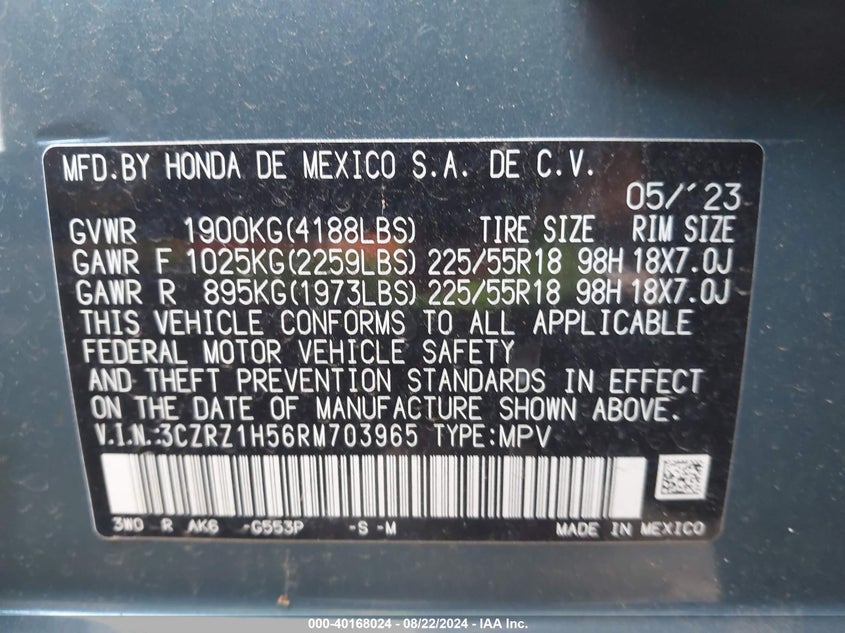 MFD.BY HONDA DE MEXICO S.A. DE C.V.
05/'23
GVWR 1900KG(4188LBS) TIRE SIZE RIM SIZE
GAWR F 1025KG(2259LBS) 225/55R18 98H 18X7.0J
GAWR R 895KG(1973LBS) 225/55R18 98H 18X7.0J
THIS VEHICLE CONFORMS TO ALL APPLICABLE
FEDERAL MOTOR VEHICLE SAFETY
AND THEFT PREVENTION STANDARDS IN EFFECT
ON THE DATE OF MANUFACTURE SHOWN ABOVE.
V.I.N.:3CZRZ1H56RM703965 TYPE:MPV
3W0 R AK6 -G553P -S -M MADE IN MEXICO
000-40168024 - 08/22/2024 - IAA Inc.